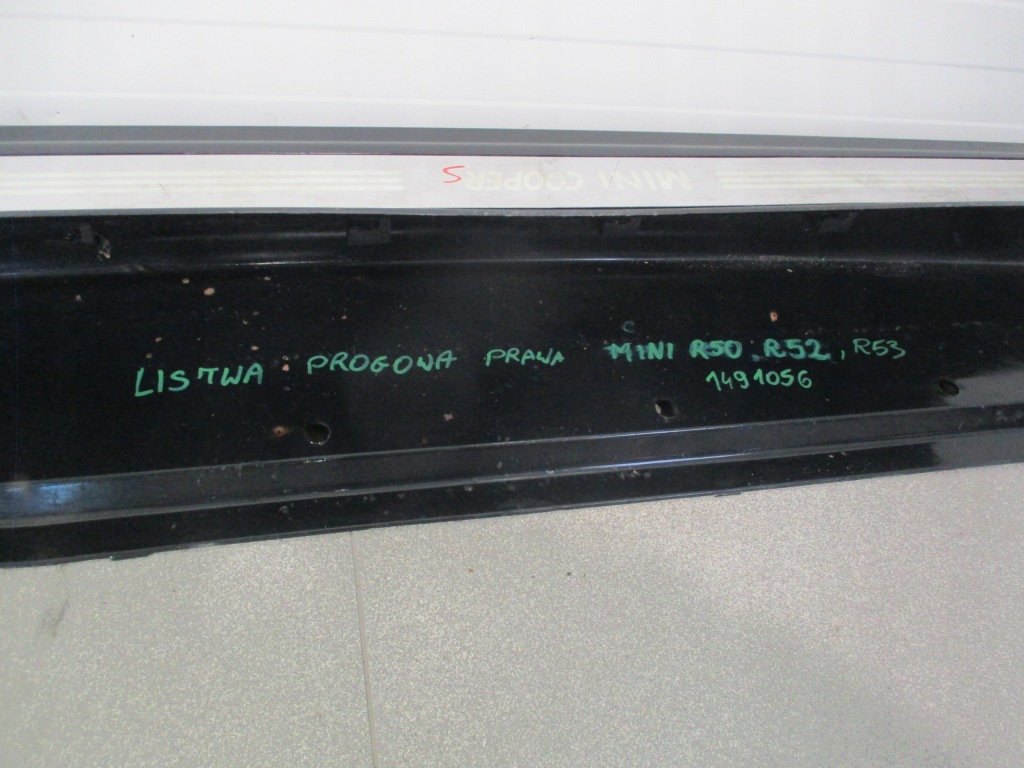 MINI COOPER S
LISTWA PROGOWA PRAWA MINI R50, R52, R53
1491056